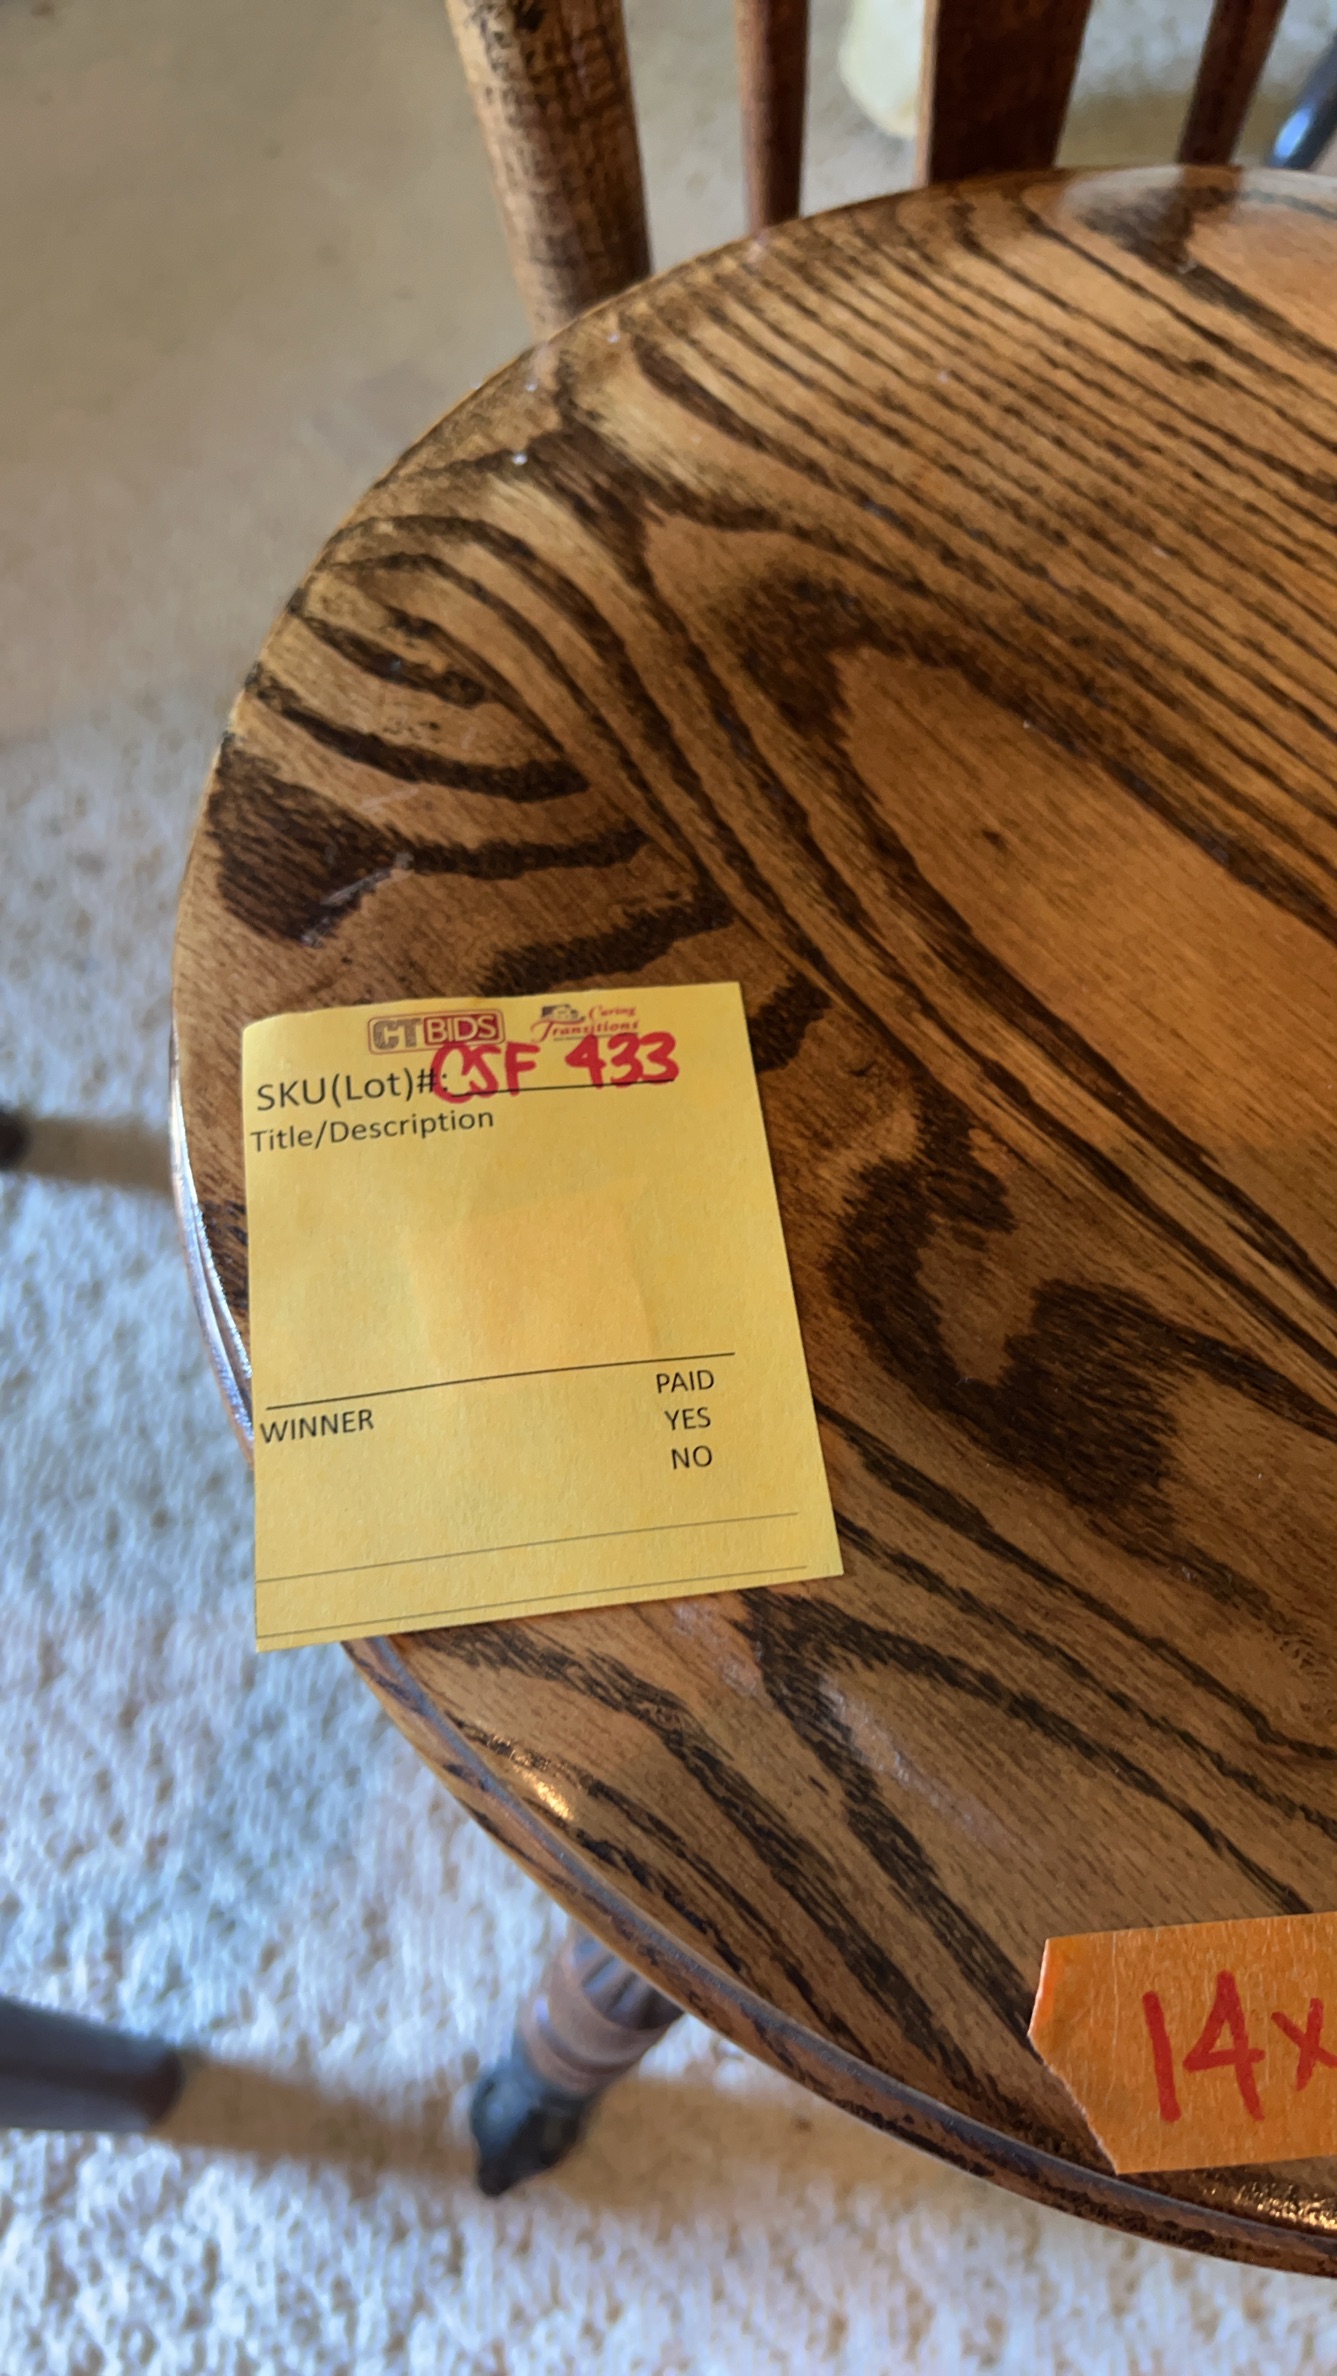 CTBIDS Caring Transitions
SKU(Lot)#: CSF 433
Title/Description
PAID
WINNER YES
NO
14x